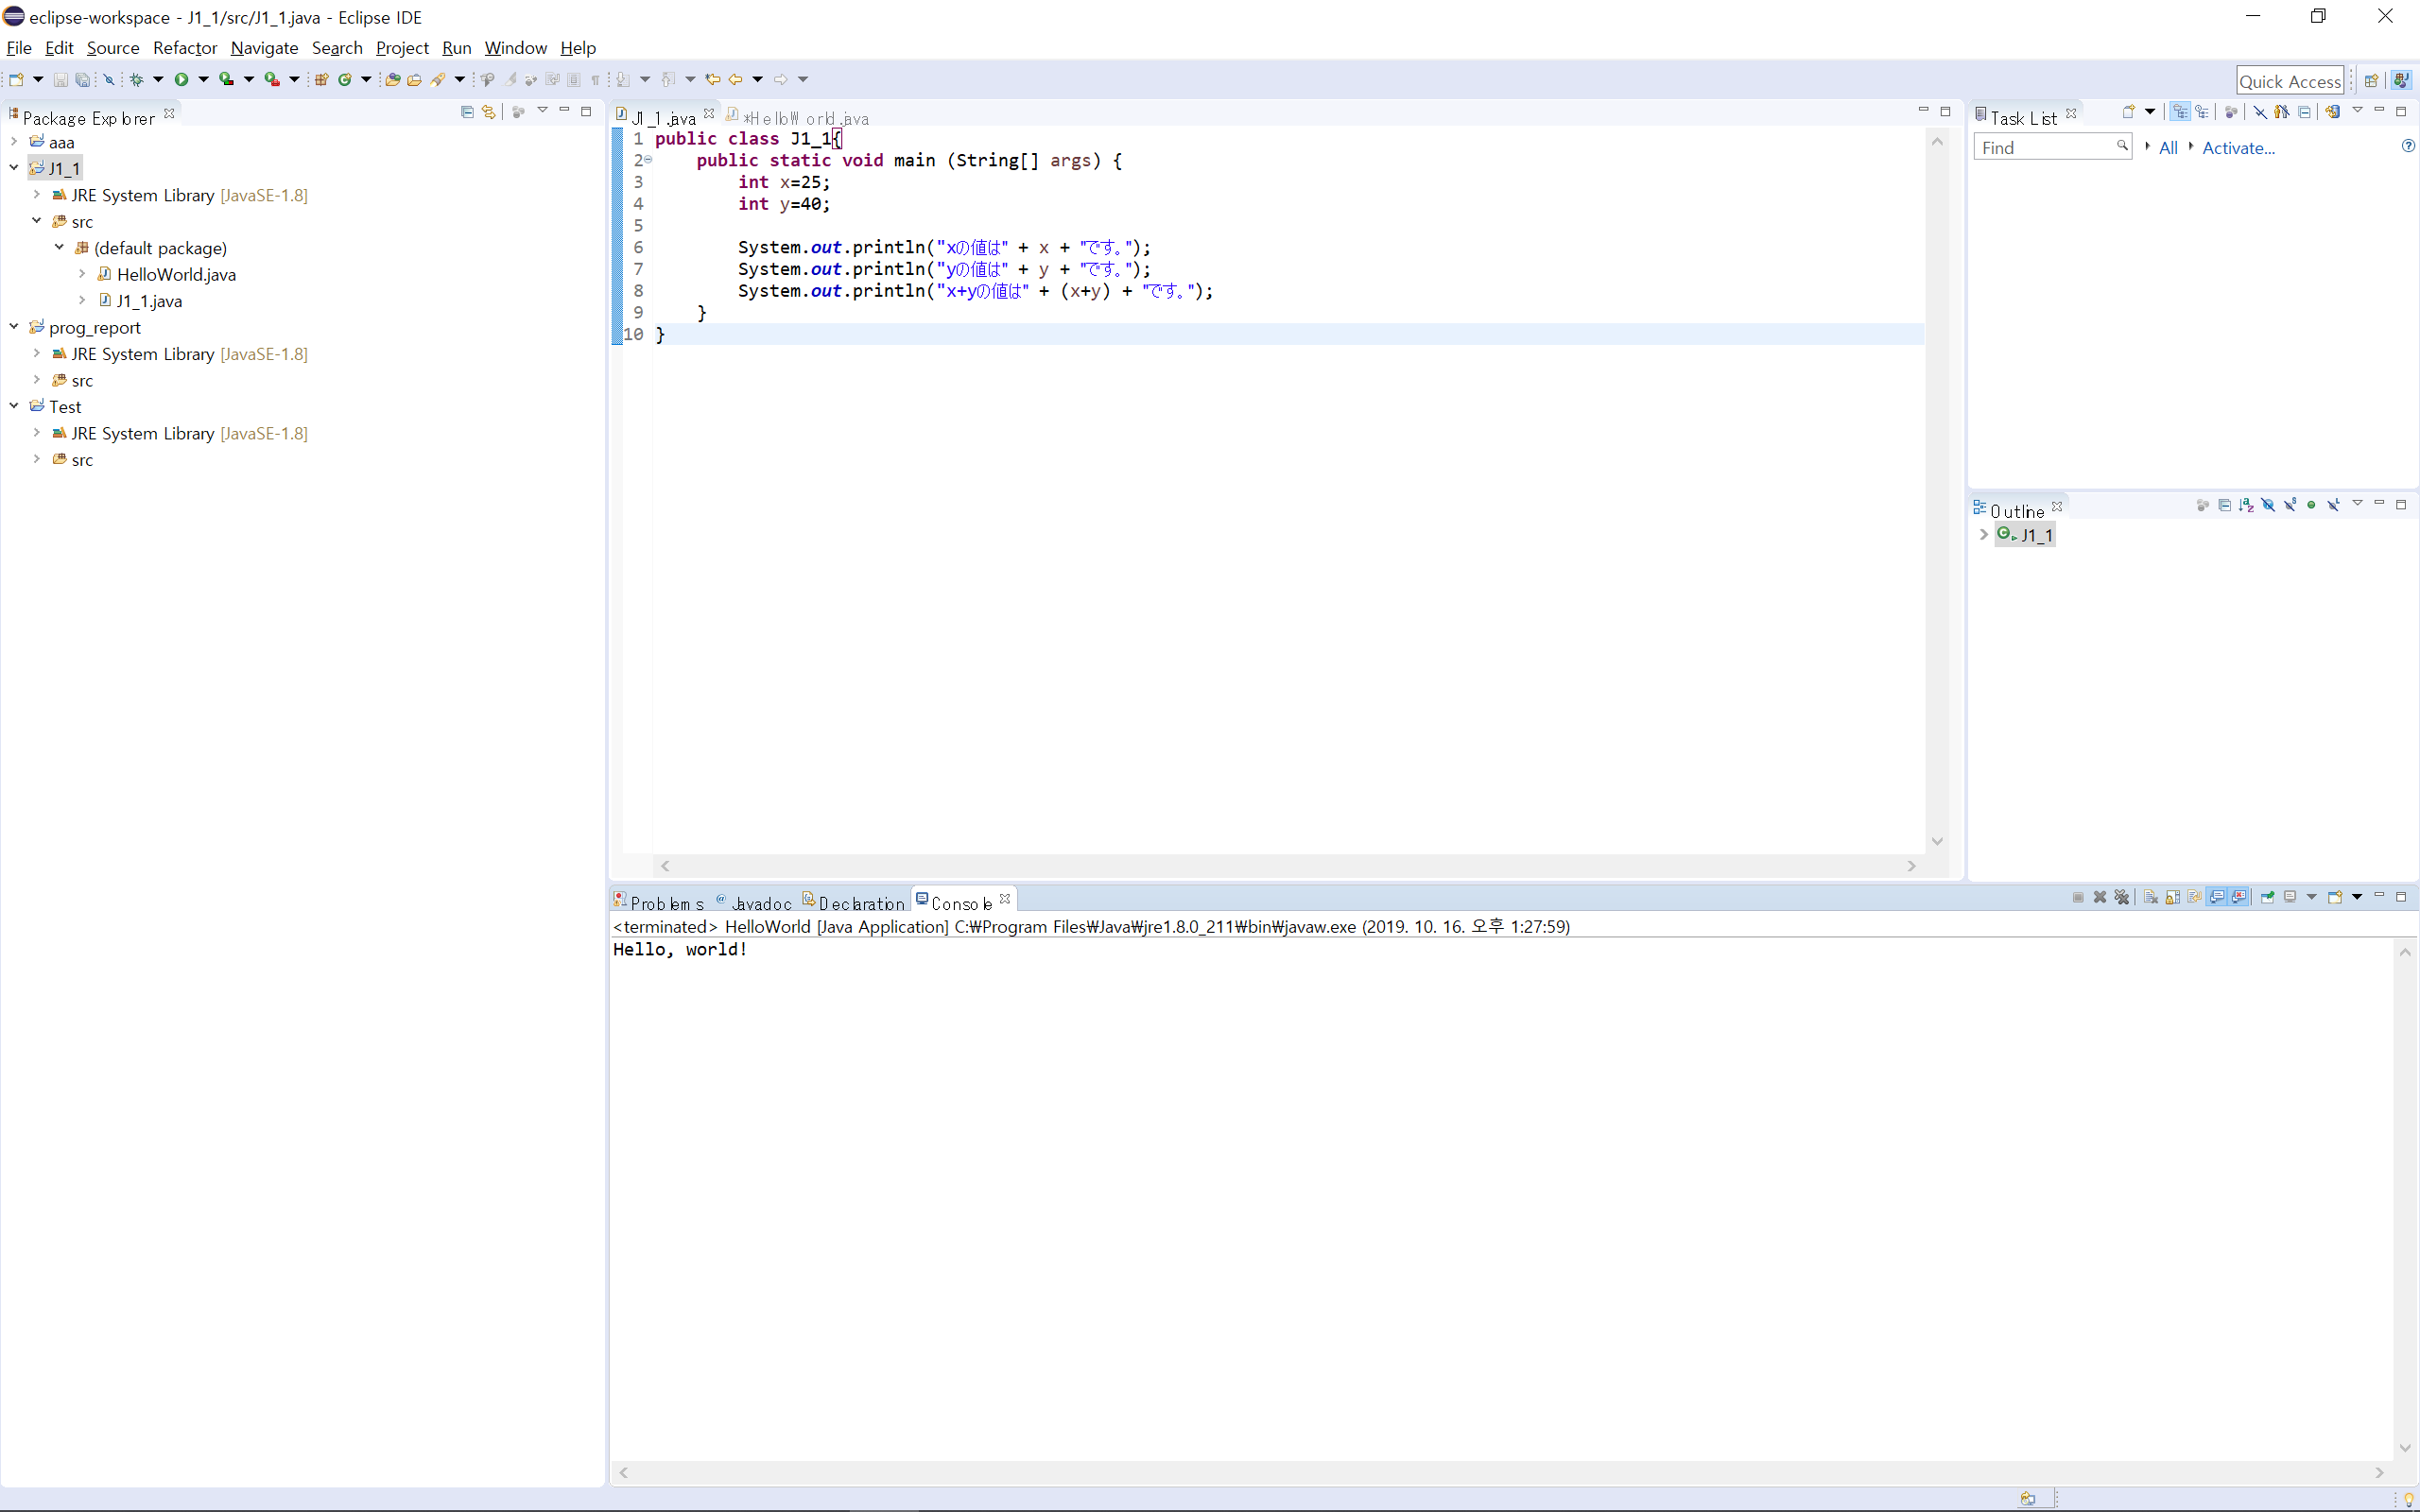 eclipse-workspace - J1_1/src/J1_1.java - Eclipse IDE
File Edit Source Refactor Navigate Search Project Run Window Help
Quick Access
Package Explorer
aaa
J1_1
JRE System Library [JavaSE-1.8]
src
(default package)
HelloWorld.java
J1_1.java
prog_report
JRE System Library [JavaSE-1.8]
src
Test
JRE System Library [JavaSE-1.8]
src
J1_1.java *HelloWorld.java
1 public class J1_1{
2 public static void main (String[] args) {
3 int x=25;
4 int y=40;
5
6 System.out.println("xの値は" + x + "です。");
7 System.out.println("yの値は" + y + "です。");
8 System.out.println("x+yの値は" + (x+y) + "です。");
9 }
10 }
Task List
Find All Activate...
Outline
J1_1
Problems Javadoc Declaration Console
<terminated> HelloWorld [Java Application] C:₩Program Files₩Java₩jre1.8.0_211₩bin₩javaw.exe (2019. 10. 16. 오후 1:27:59)
Hello, world!